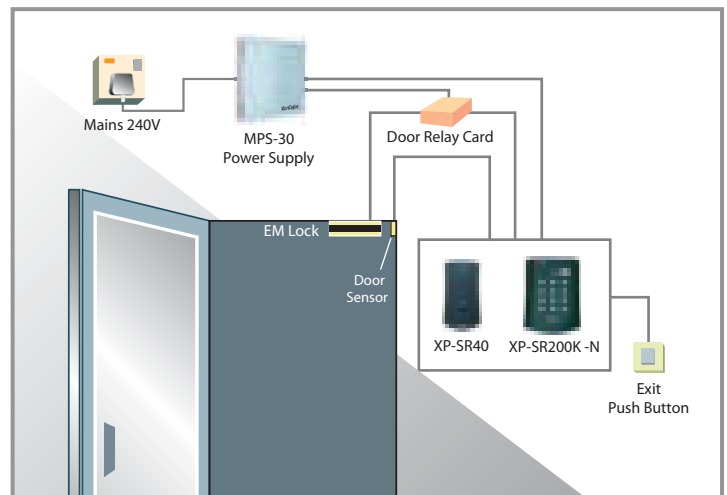 Mains 240V
MPS-30
Power Supply
Door Relay Card
EM Lock
Door
Sensor
XP-SR40
XP-SR200K -N
Exit
Push Button